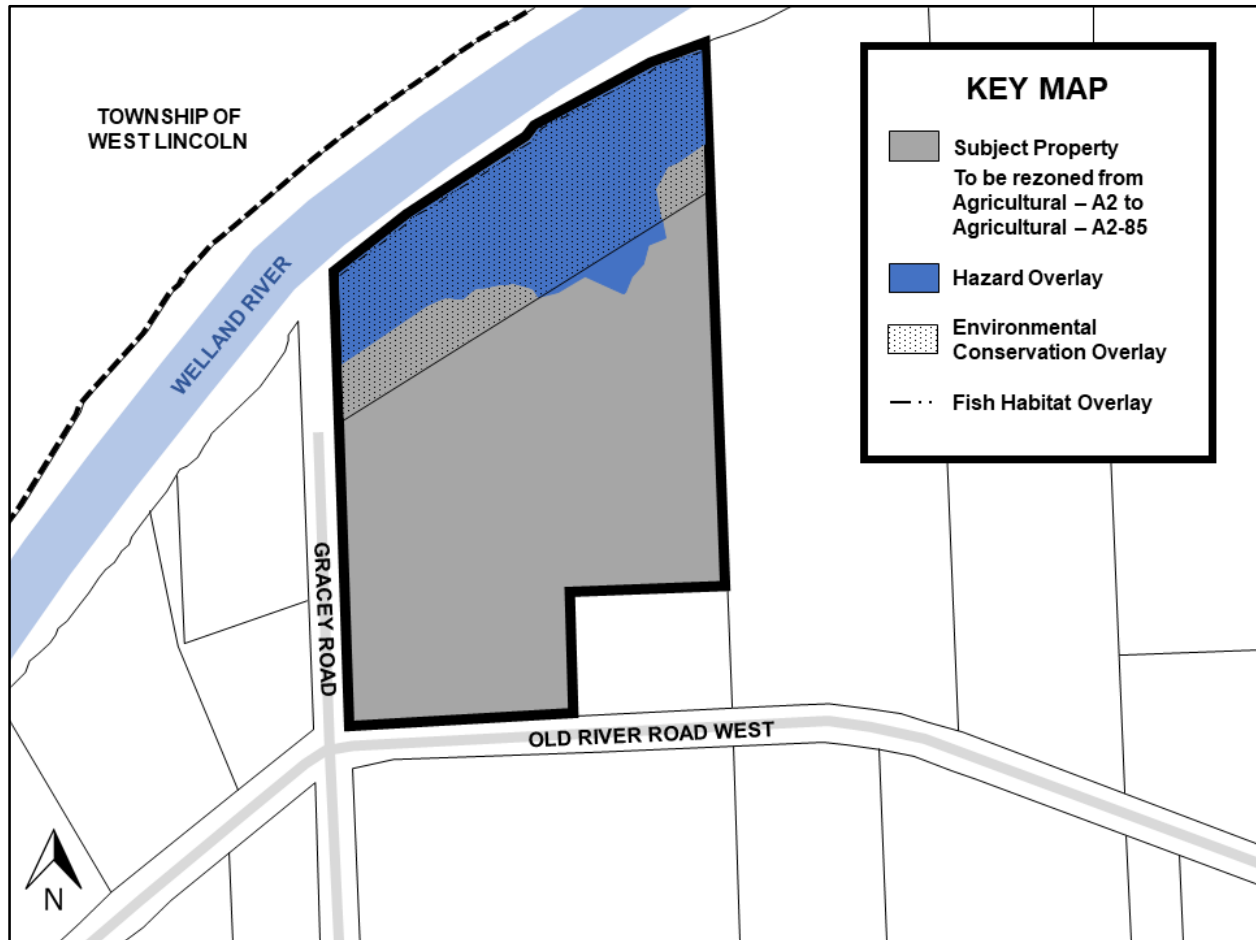 TOWNSHIP OF
WEST LINCOLN
WELLAND RIVER
GRACEY ROAD
OLD RIVER ROAD WEST
N
KEY MAP
Subject Property
To be rezoned from
Agricultural – A2 to
Agricultural – A2-85
Hazard Overlay
Environmental
Conservation Overlay
Fish Habitat Overlay